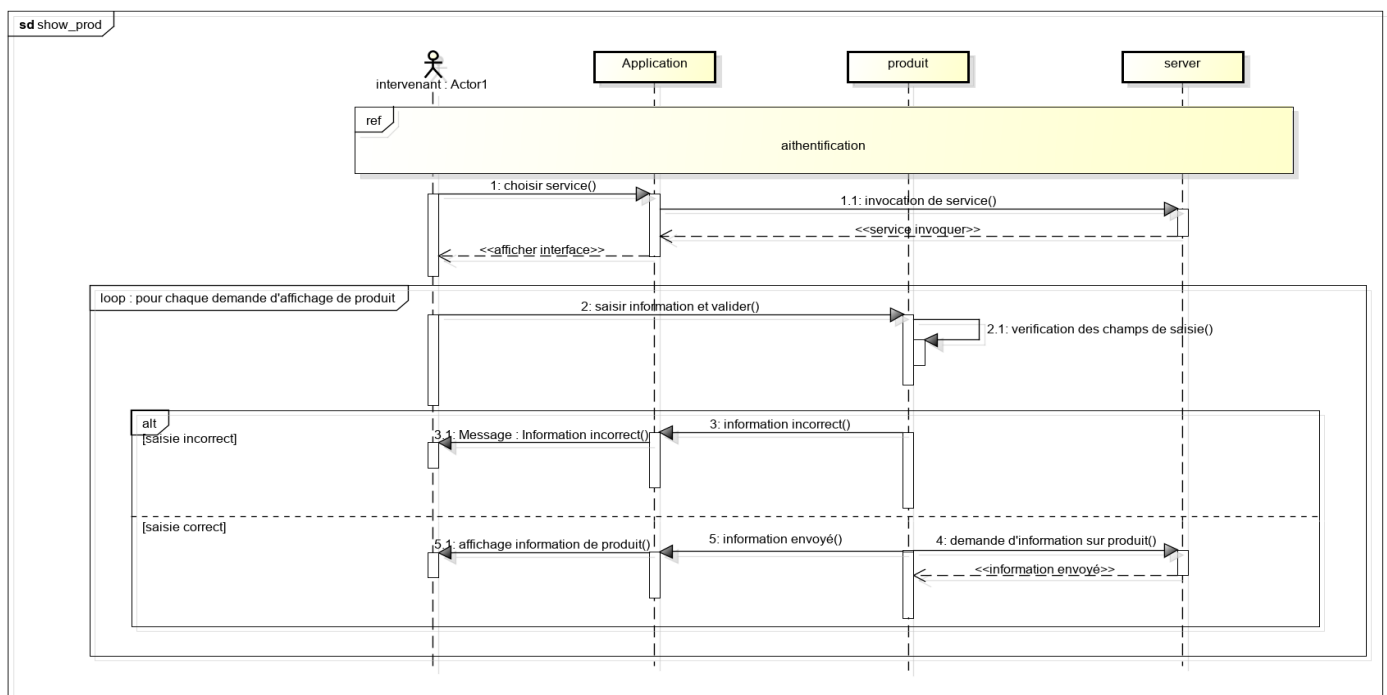 sd show_prod
intervenant : Actor1
Application
produit
server
ref
aithentification
1: choisir service()
1.1: invocation de service()
<<service invoquer>>
<<afficher interface>>
loop : pour chaque demande d'affichage de produit
2: saisir information et valider()
2.1: verification des champs de saisie()
alt
[saisie incorrect]
3: information incorrect()
3.1: Message : Information incorrect()
[saisie correct]
5: information envoyé()
4: demande d'information sur produit()
5.1: affichage information de produit()
<<information envoyé>>